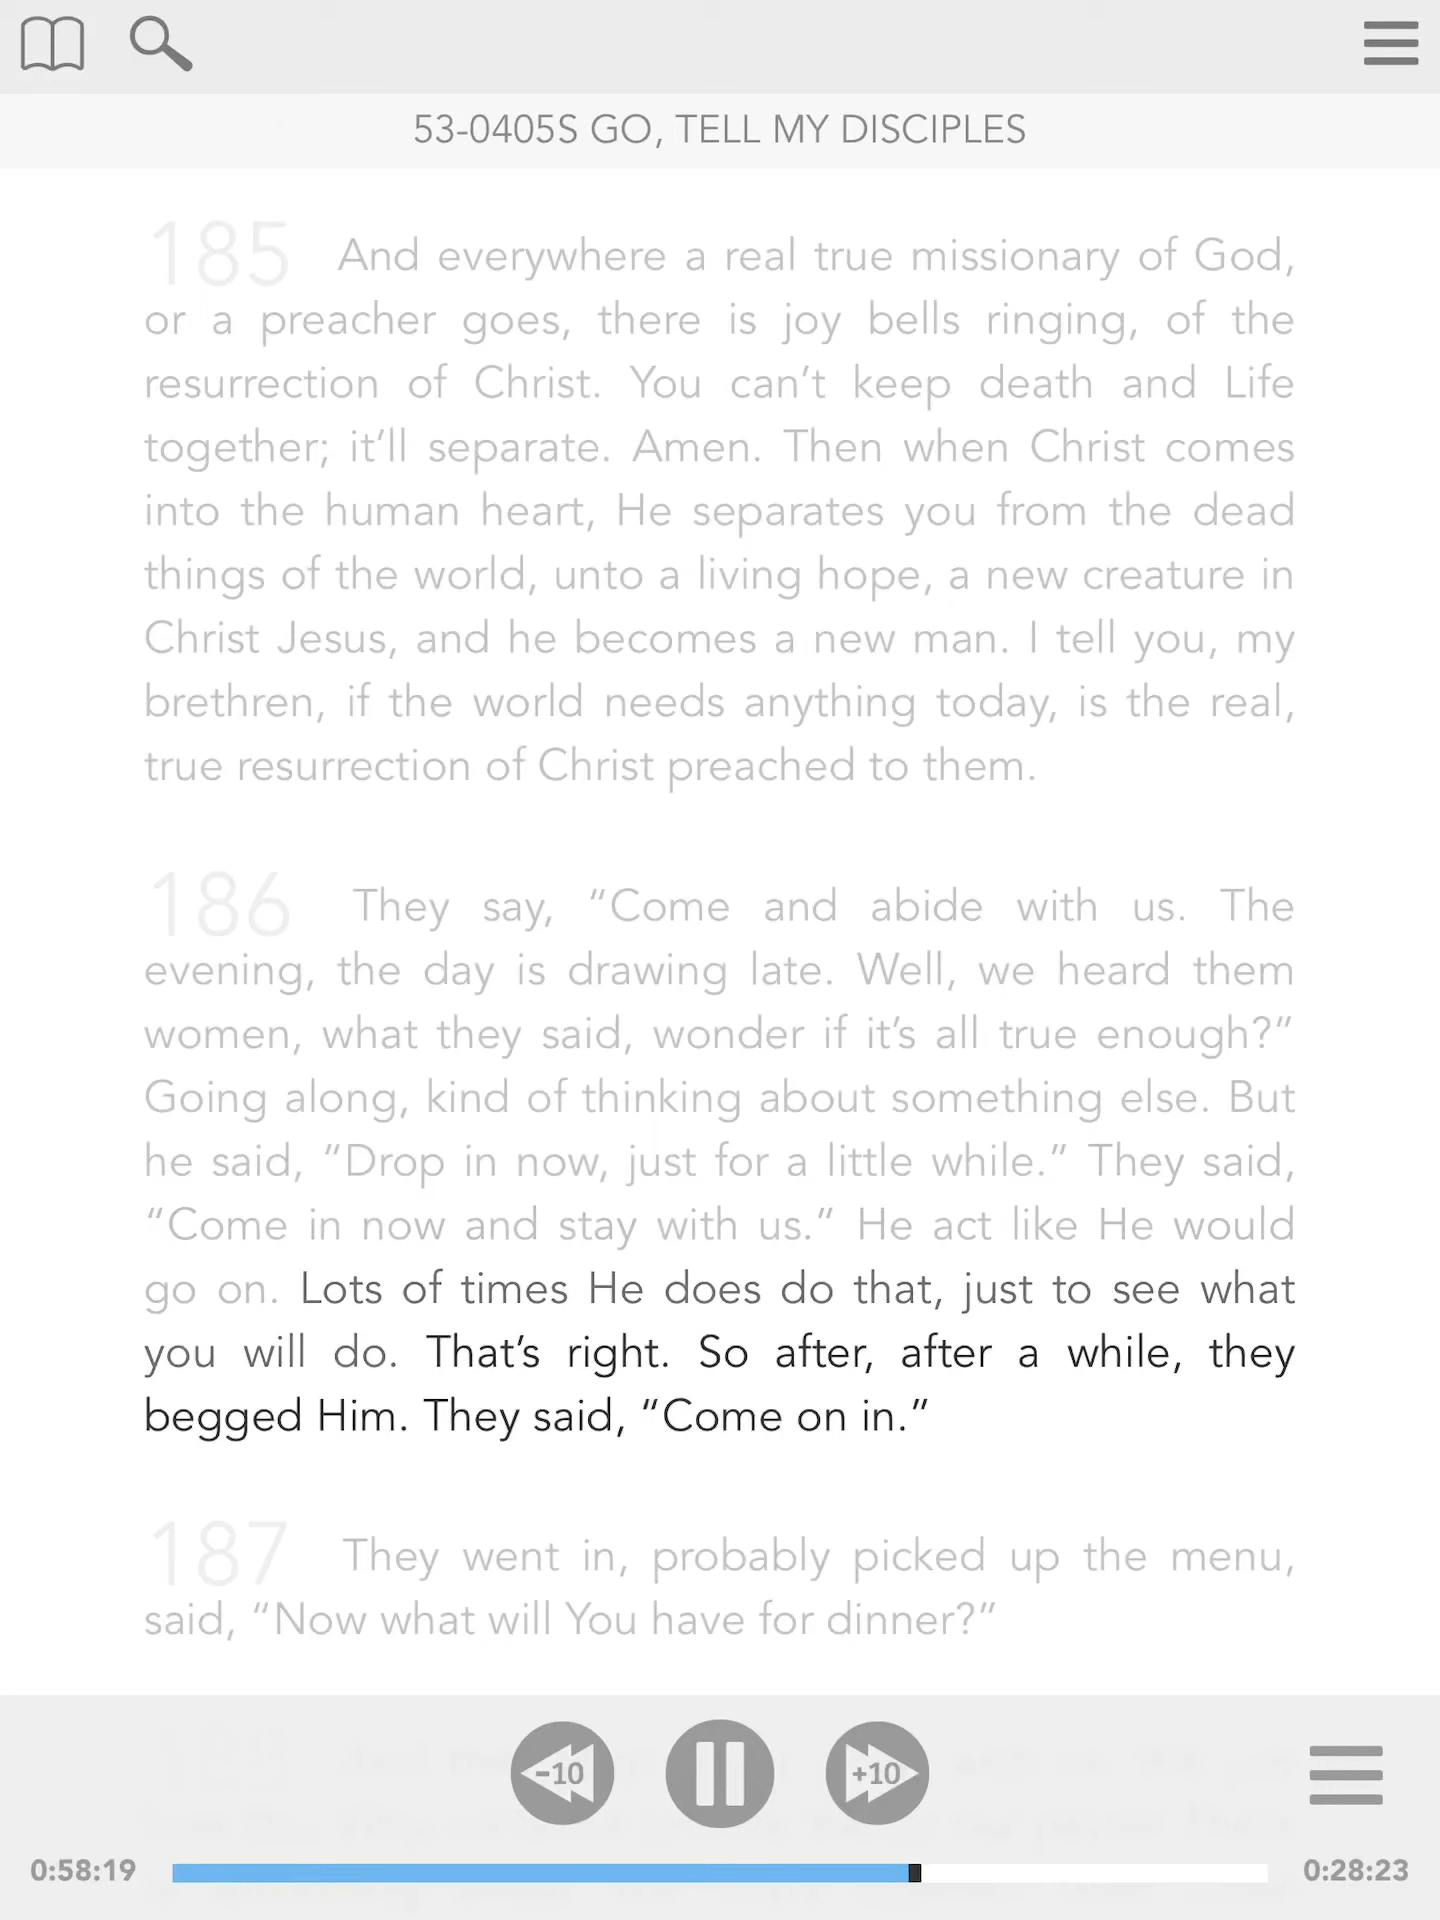 53-0405S GO, TELL MY DISCIPLES
185 And everywhere a real true missionary of God,
or a preacher goes, there is joy bells ringing, of the
resurrection of Christ. You can’t keep death and Life
together; it’ll separate. Amen. Then when Christ comes
into the human heart, He separates you from the dead
things of the world, unto a living hope, a new creature in
Christ Jesus, and he becomes a new man. I tell you, my
brethren, if the world needs anything today, is the real,
true resurrection of Christ preached to them.
186 They say, “Come and abide with us. The
evening, the day is drawing late. Well, we heard them
women, what they said, wonder if it’s all true enough?”
Going along, kind of thinking about something else. But
he said, “Drop in now, just for a little while.” They said,
“Come in now and stay with us.” He act like He would
go on. Lots of times He does do that, just to see what
you will do. That’s right. So after, after a while, they
begged Him. They said, “Come on in.”
187 They went in, probably picked up the menu,
said, “Now what will You have for dinner?”
-10 +10
0:58:19 0:28:23